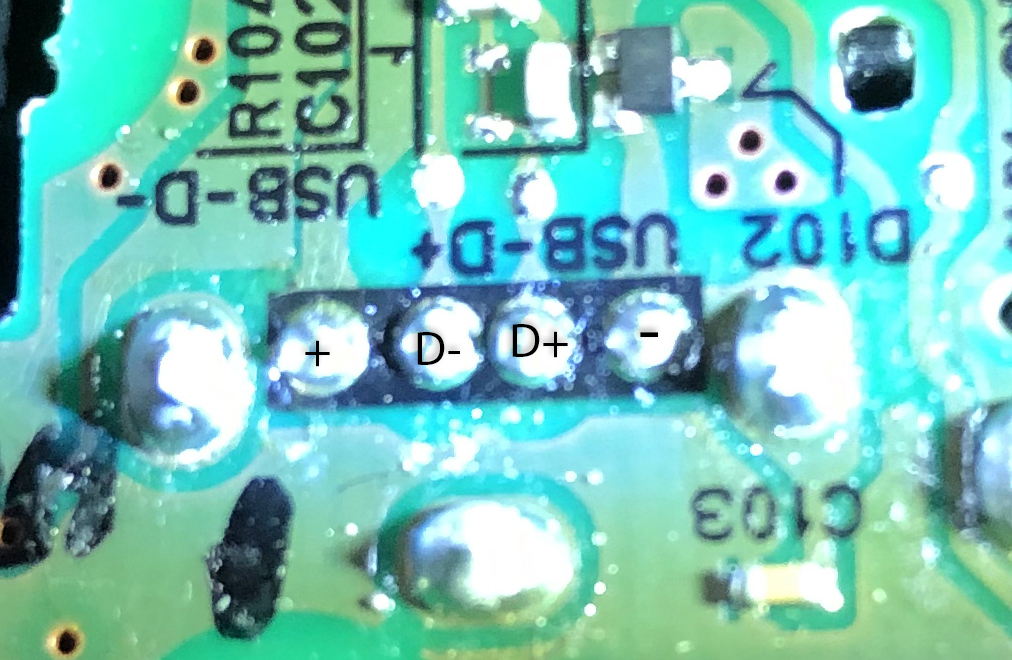 R104
C102
USB-D-
USB-D+
D102
+ D- D+ -
C103